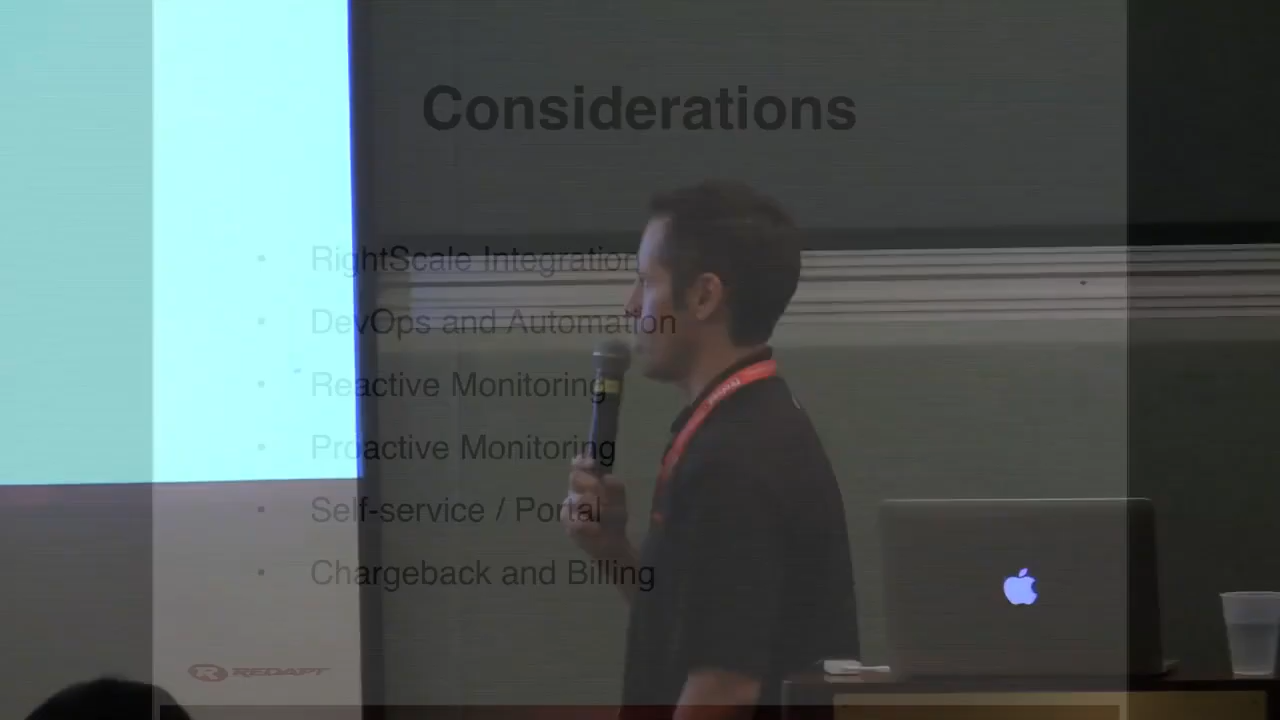 Considerations
• RightScale Integration
• DevOps and Automation
• Reactive Monitoring
• Proactive Monitoring
• Self-service / Portal
• Chargeback and Billing
REDAPT